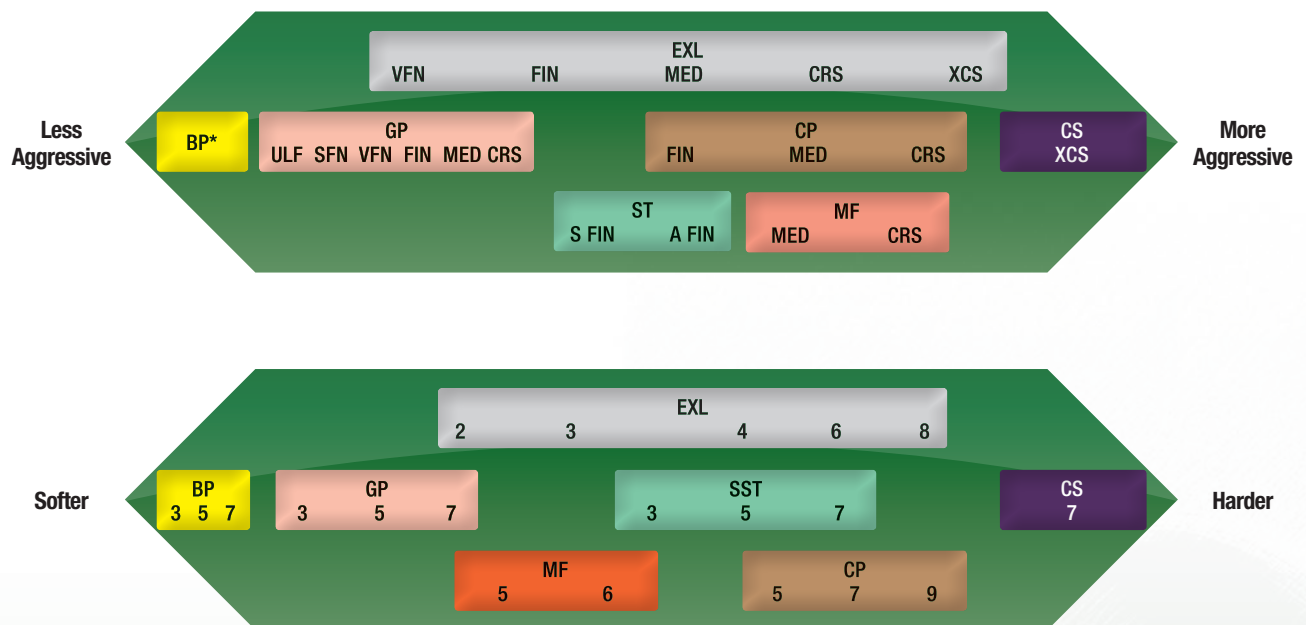 EXL
VFN FIN MED CRS XCS
Less
Aggressive
BP*
GP
ULF SFN VFN FIN MED CRS
CP
FIN MED CRS
CS
XCS
More
Aggressive
ST
S FIN A FIN
MF
MED CRS
EXL
2 3 4 6 8
Softer
BP
3 5 7
GP
3 5 7
SST
3 5 7
CS
7
Harder
MF
5 6
CP
5 7 9